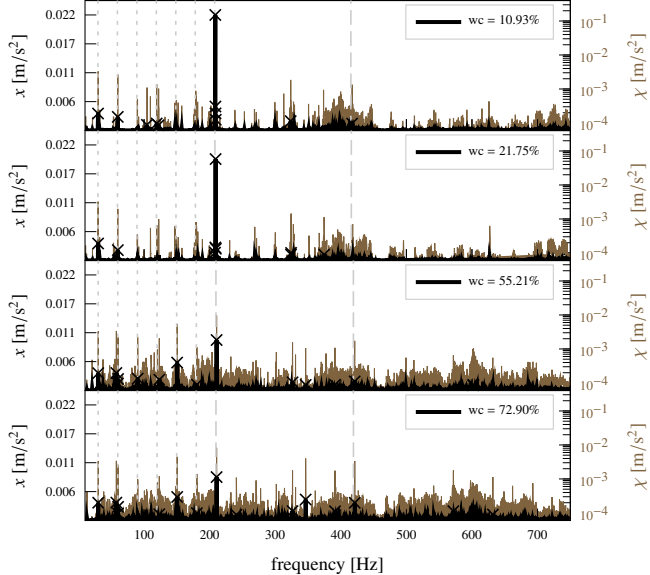 0.022
0.017
0.011
0.006
x [m/s²]
wc = 10.93%
10⁻¹
10⁻²
10⁻³
10⁻⁴
χ [m/s²]
0.022
0.017
0.011
0.006
x [m/s²]
wc = 21.75%
10⁻¹
10⁻²
10⁻³
10⁻⁴
χ [m/s²]
0.022
0.017
0.011
0.006
x [m/s²]
wc = 55.21%
10⁻¹
10⁻²
10⁻³
10⁻⁴
χ [m/s²]
0.022
0.017
0.011
0.006
x [m/s²]
wc = 72.90%
10⁻¹
10⁻²
10⁻³
10⁻⁴
χ [m/s²]
100 200 300 400 500 600 700
frequency [Hz]